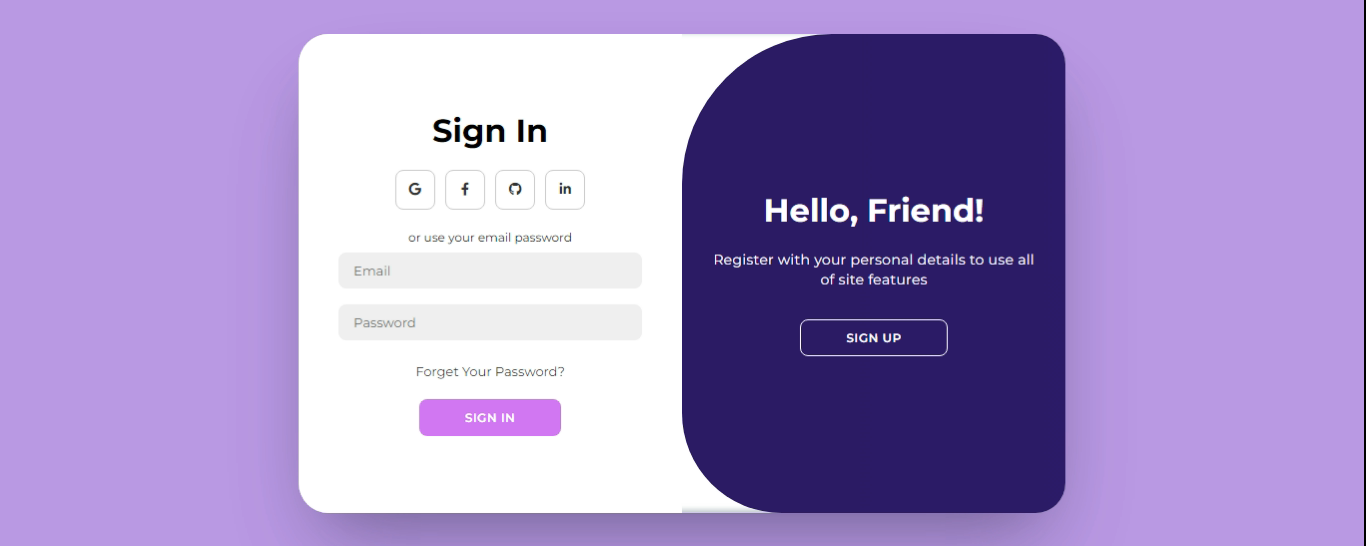 Sign In
G
f
in
or use your email password
Email
Password
Forget Your Password?
SIGN IN
Hello, Friend!
Register with your personal details to use all
of site features
SIGN UP